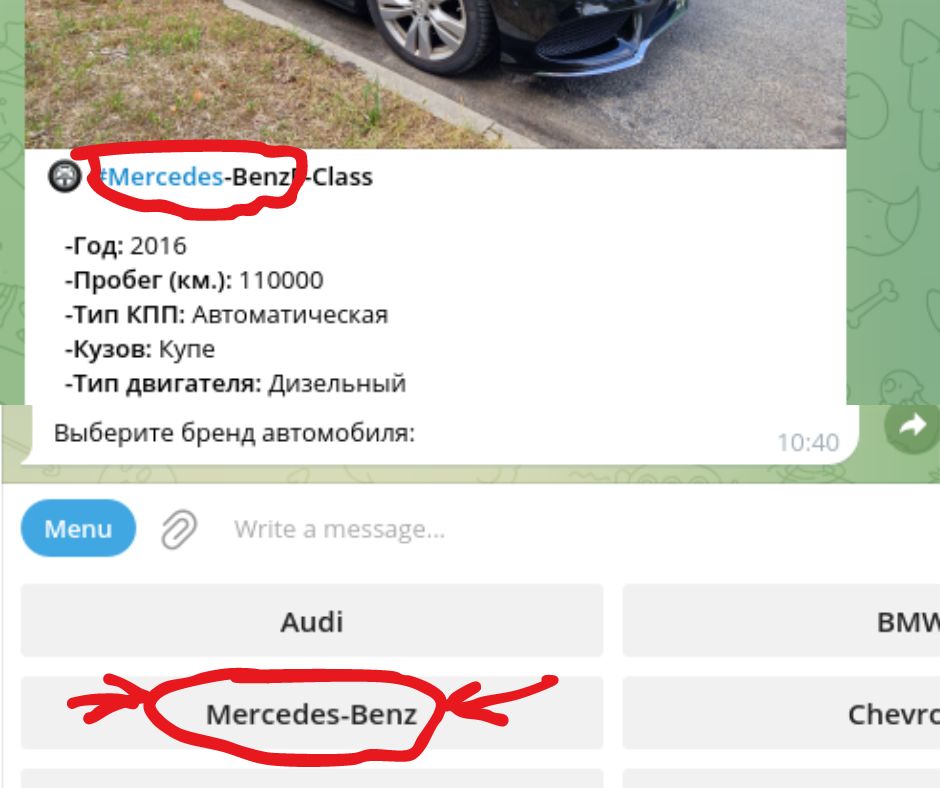 #Mercedes-Benz -Class
-Год: 2016
-Пробег (км.): 110000
-Тип КПП: Автоматическая
-Кузов: Купе
-Тип двигателя: Дизельный
Выберите бренд автомобиля:
10:40
Menu
Write a message...
Audi
BMW
Mercedes-Benz
Chevro